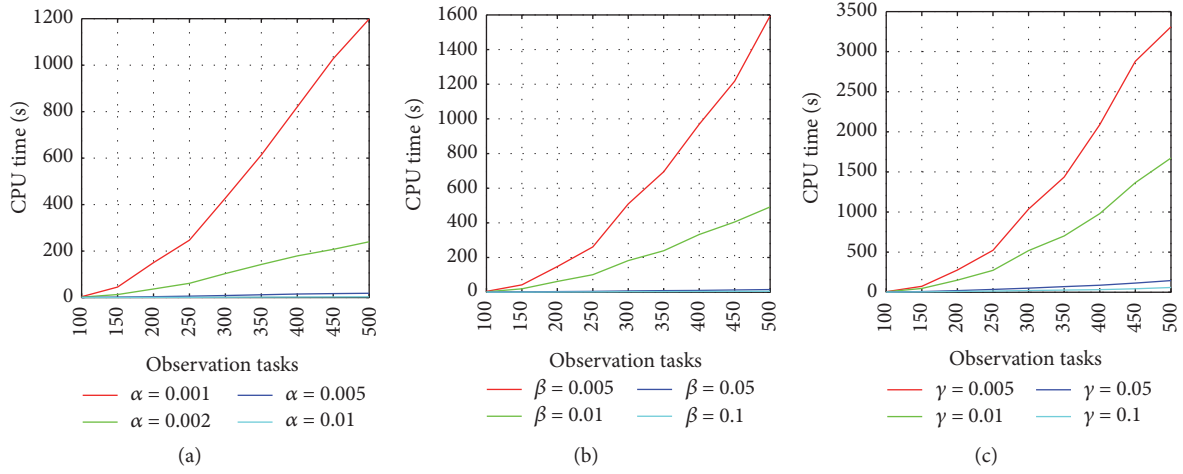 1200
1000
800
600
400
200
0
CPU time (s)
100 150 200 250 300 350 400 450 500
Observation tasks
α = 0.001 α = 0.005
α = 0.002 α = 0.01
(a)
1600
1400
1200
1000
800
600
400
200
0
CPU time (s)
100 150 200 250 300 350 400 450 500
Observation tasks
β = 0.005 β = 0.05
β = 0.01 β = 0.1
(b)
3500
3000
2500
2000
1500
1000
500
0
CPU time (s)
100 150 200 250 300 350 400 450 500
Observation tasks
γ = 0.005 γ = 0.05
γ = 0.01 γ = 0.1
(c)